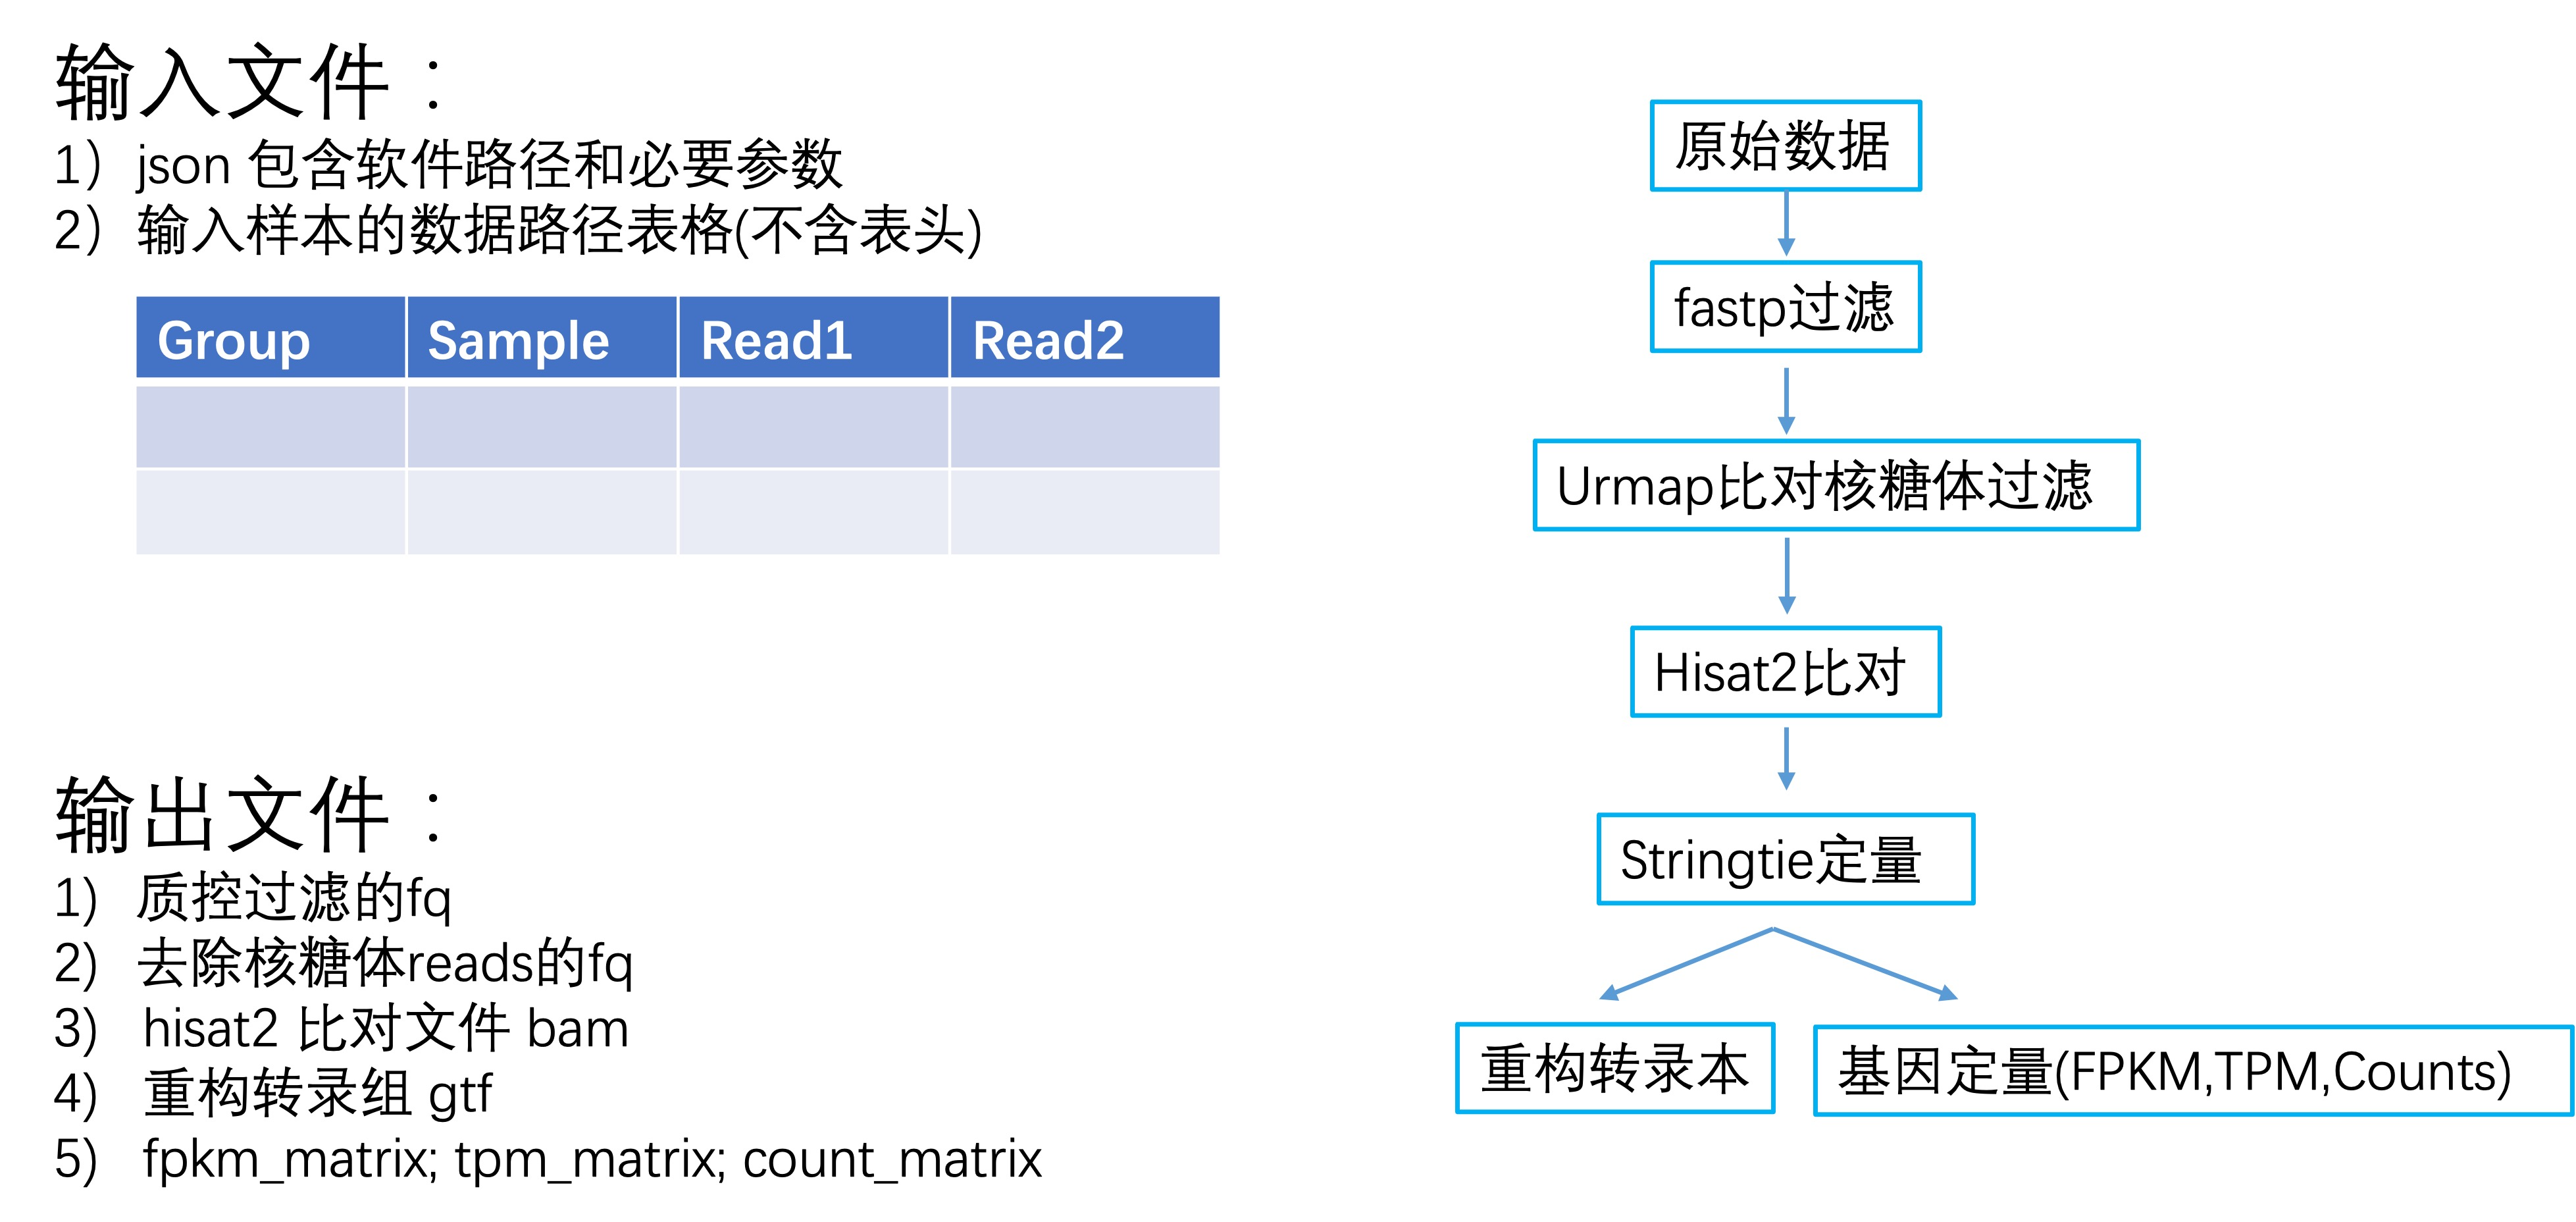 输入文件：
1）json 包含软件路径和必要参数
2）输入样本的数据路径表格(不含表头)
Group Sample Read1 Read2
输出文件：
1) 质控过滤的fq
2) 去除核糖体reads的fq
3) hisat2 比对文件 bam
4) 重构转录组 gtf
5) fpkm_matrix; tpm_matrix; count_matrix
原始数据
fastp过滤
Urmap比对核糖体过滤
Hisat2比对
Stringtie定量
重构转录本
基因定量(FPKM,TPM,Counts)